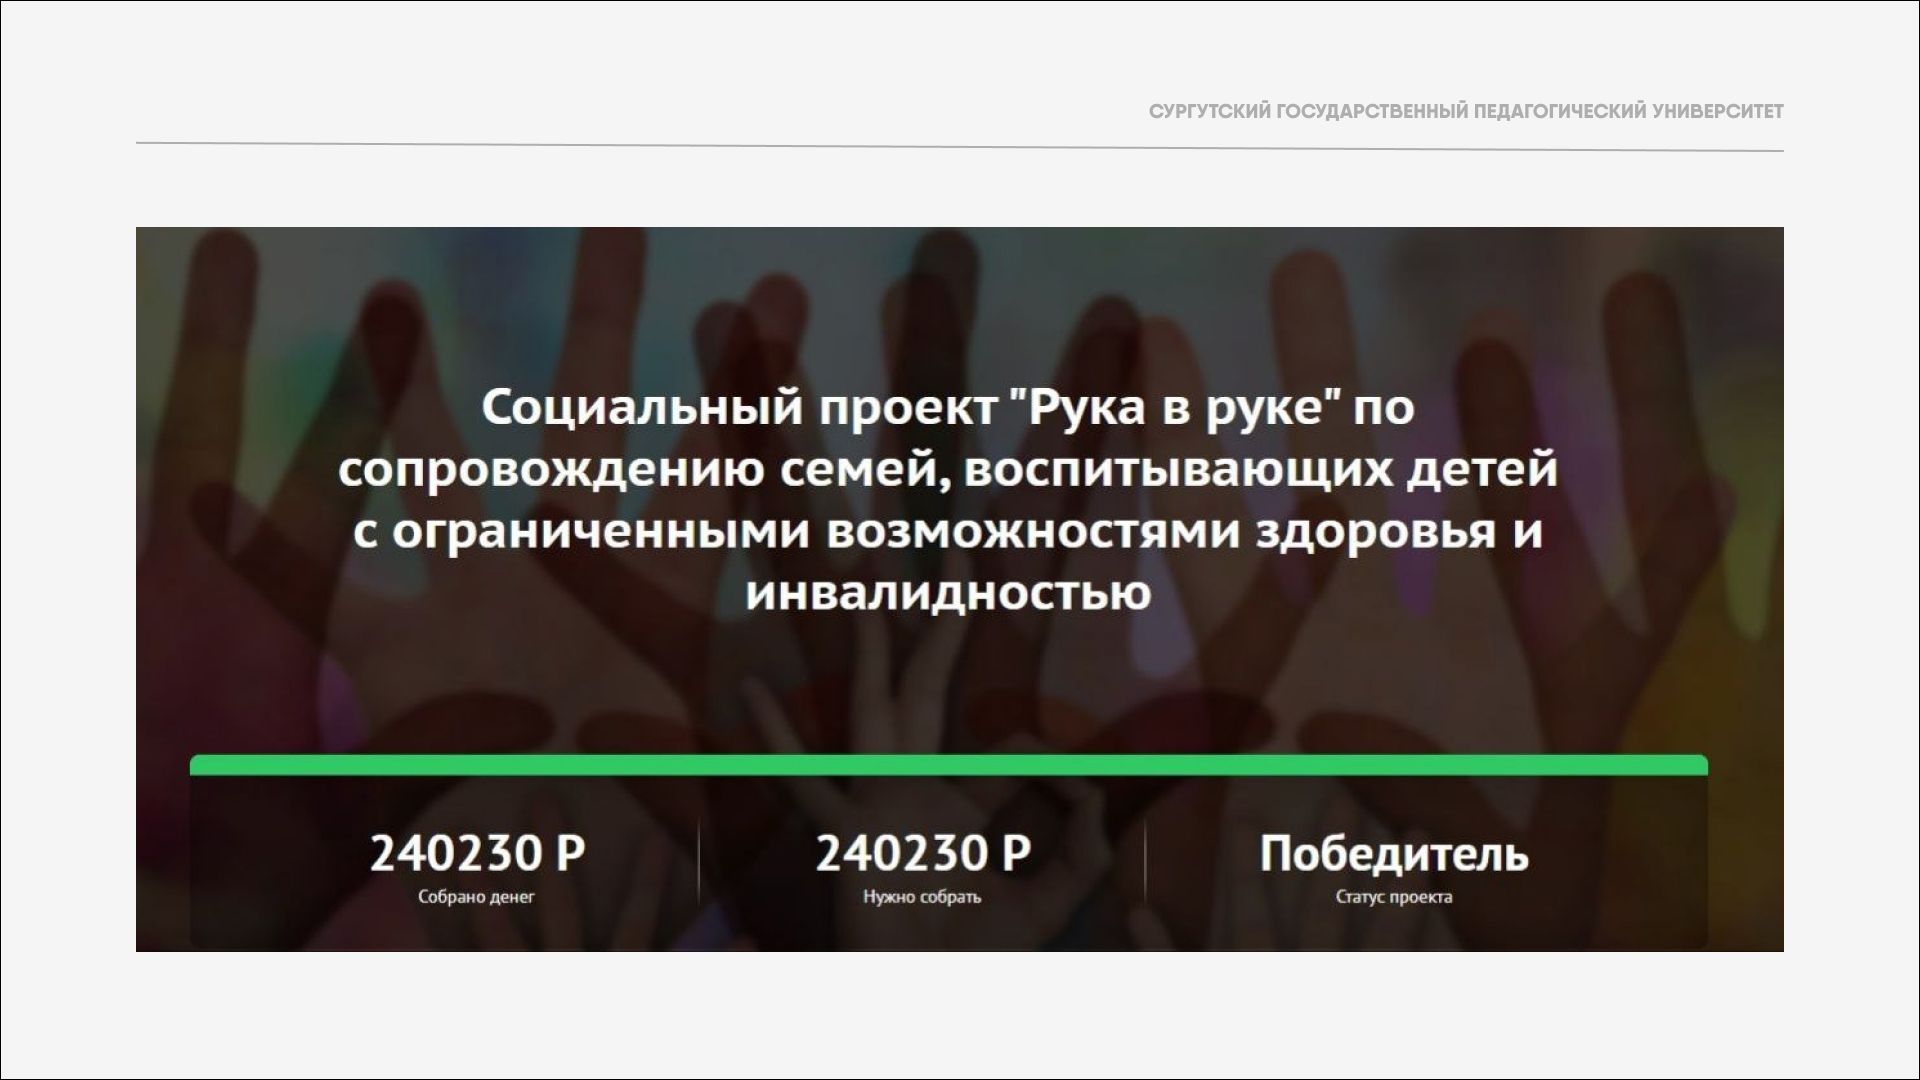 СУРГУТСКИЙ ГОСУДАРСТВЕННЫЙ ПЕДАГОГИЧЕСКИЙ УНИВЕРСИТЕТ
Социальный проект "Рука в руке" по
сопровождению семей, воспитывающих детей
с ограниченными возможностями здоровья и
инвалидностью
240230 Р
Собрано денег
240230 Р
Нужно собрать
Победитель
Статус проекта